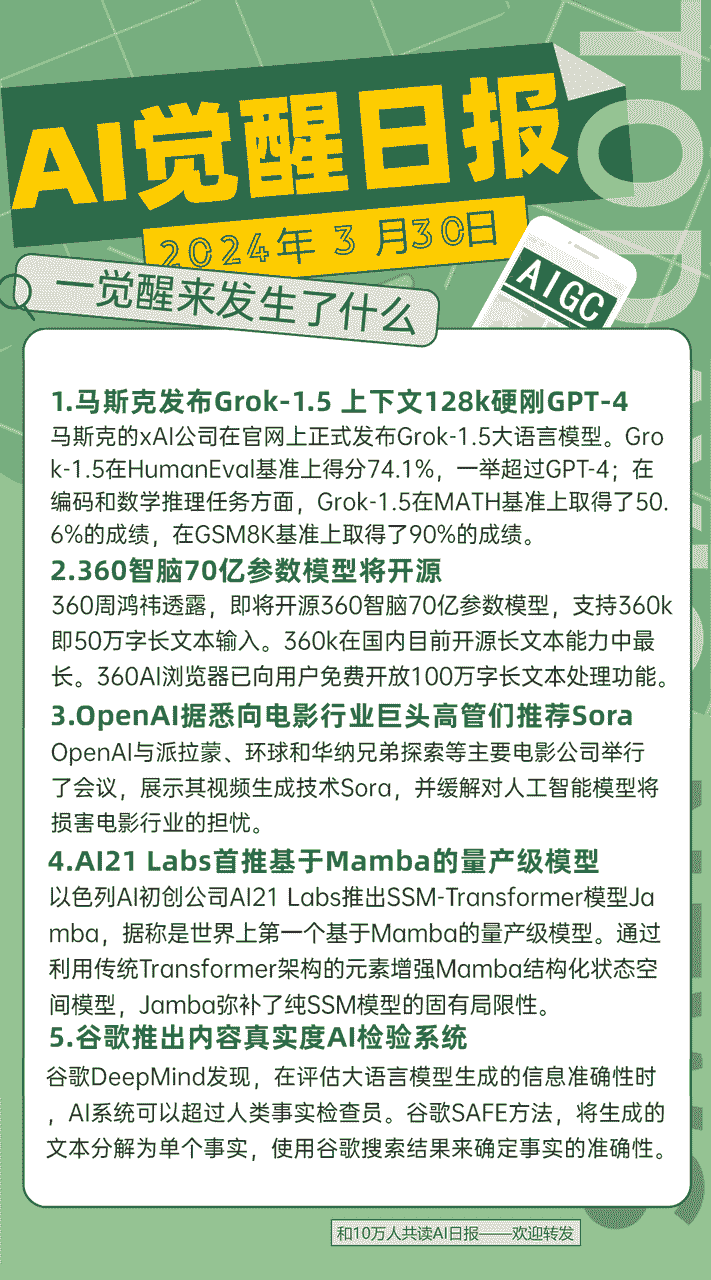 AI觉醒日报
2024年 3 月30日
一觉醒来发生了什么
AIGC
1.马斯克发布Grok-1.5 上下文128k硬刚GPT-4
马斯克的xAI公司在官网上正式发布Grok-1.5大语言模型。Gro
k-1.5在HumanEval基准上得分74.1%，一举超过GPT-4；在
编码和数学推理任务方面，Grok-1.5在MATH基准上取得了50.
6%的成绩，在GSM8K基准上取得了90%的成绩。
2.360智脑70亿参数模型将开源
360周鸿祎透露，即将开源360智脑70亿参数模型，支持360k
即50万字长文本输入。360k在国内目前开源长文本能力中最
长。360AI浏览器已向用户免费开放100万字长文本处理功能。
3.OpenAI据悉向电影行业巨头高管们推荐Sora
OpenAI与派拉蒙、环球和华纳兄弟探索等主要电影公司举行
了会议，展示其视频生成技术Sora，并缓解对人工智能模型将
损害电影行业的担忧。
4.AI21 Labs首推基于Mamba的量产级模型
以色列AI初创公司AI21 Labs推出SSM-Transformer模型Ja
mba，据称是世界上第一个基于Mamba的量产级模型。通过
利用传统Transformer架构的元素增强Mamba结构化状态空
间模型，Jamba弥补了纯SSM模型的固有局限性。
5.谷歌推出内容真实度AI检验系统
谷歌DeepMind发现，在评估大语言模型生成的信息准确性时
，AI系统可以超过人类事实检查员。谷歌SAFE方法，将生成的
文本分解为单个事实，使用谷歌搜索结果来确定事实的准确性。
和10万人共读AI日报——欢迎转发